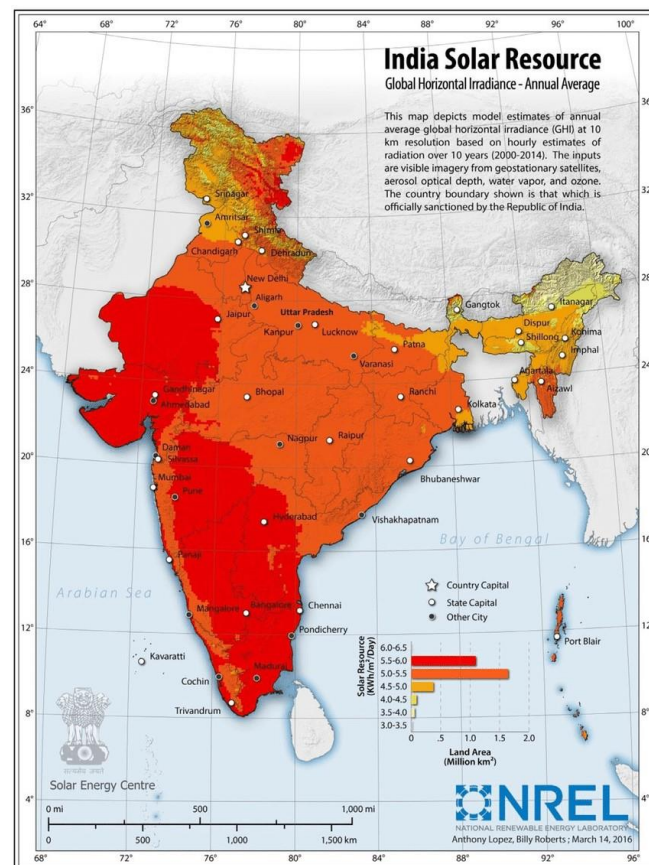 64°
68°
72°
76°
80°
84°
88°
92°
96°
100°
India Solar Resource
Global Horizontal Irradiance - Annual Average
This map depicts model estimates of annual
average global horizontal irradiance (GHI) at 10
km resolution based on hourly estimates of
radiation over 10 years (2000-2014). The inputs
are visible imagery from geostationary satellites,
aerosol optical depth, water vapor, and ozone.
The country boundary shown is that which is
officially sanctioned by the Republic of India.
36°
32°
28°
24°
20°
16°
12°
8°
4°
Srinagar
Amritsar
Shimla
Chandigarh
Dehradun
New Delhi
Aligarh
Uttar Pradesh
Jaipur
Kanpur
Lucknow
Gangtok
Itanagar
Dispur
Kohima
Shillong
Imphal
Patna
Varanasi
Agartala
Aizawl
Gandhinagar
Ahmedabad
Bhopal
Ranchi
Kolkata
Nagpur
Raipur
Daman
Silvassa
Bhubaneshwar
Mumbai
Pune
Hyderabad
Vishakhapatnam
Bay of Bengal
Panaji
Arabian Sea
Mangalore
Bangalore
Chennai
Pondicherry
Kavaratti
Cochin
Madurai
Trivandrum
Port Blair
Country Capital
State Capital
Other City
Solar Resource
(KWh/m²/Day)
6.0-6.5
5.5-6.0
5.0-5.5
4.5-5.0
4.0-4.5
3.5-4.0
3.0-3.5
0 .5 1.0 1.5 2.0
Land Area
(Million km²)
Solar Energy Centre
0 mi 500 1,000 mi
0 500 1,000 1,500 km
NREL
NATIONAL RENEWABLE ENERGY LABORATORY
Anthony Lopez, Billy Roberts ; March 14, 2016
68°
72°
76°
80°
84°
88°
92°
96°